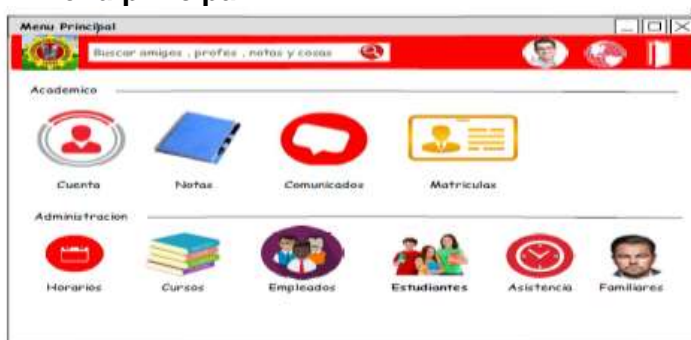 Menu Principal
Buscar amigos , profes , notas y cosas
Academico
Cuenta Notas Comunicados Matriculas
Administracion
Horarios Cursos Empleados Estudiantes Asistencia Familiares